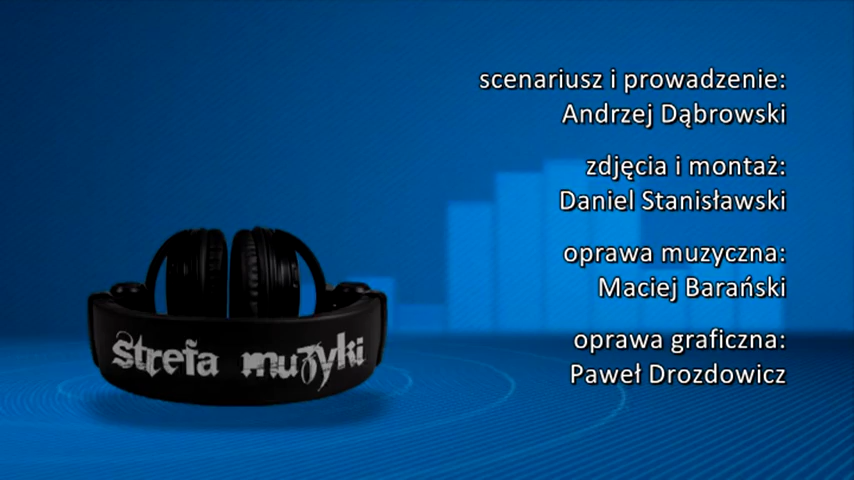 scenariusz i prowadzenie:
Andrzej Dąbrowski
zdjęcia i montaż:
Daniel Stanisławski
oprawa muzyczna:
Maciej Barański
oprawa graficzna:
Paweł Drozdowicz
strefa muzyki